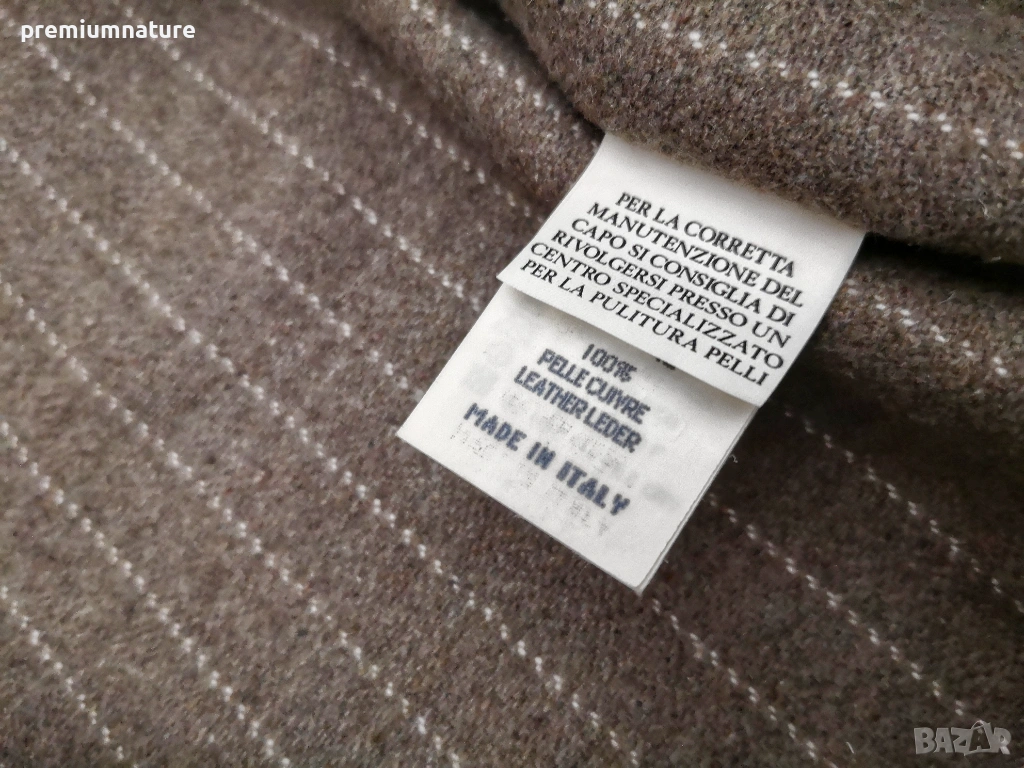 premiumnature
PER LA CORRETTA
MANUTENZIONE DEL
CAPO SI CONSIGLIA DI
RIVOLGERSI PRESSO UN
CENTRO SPECIALIZZATO
PER LA PULITURA PELLI
100%
PELLE CUIVRE
LEATHER LEDER
MADE IN ITALY
BAZAR